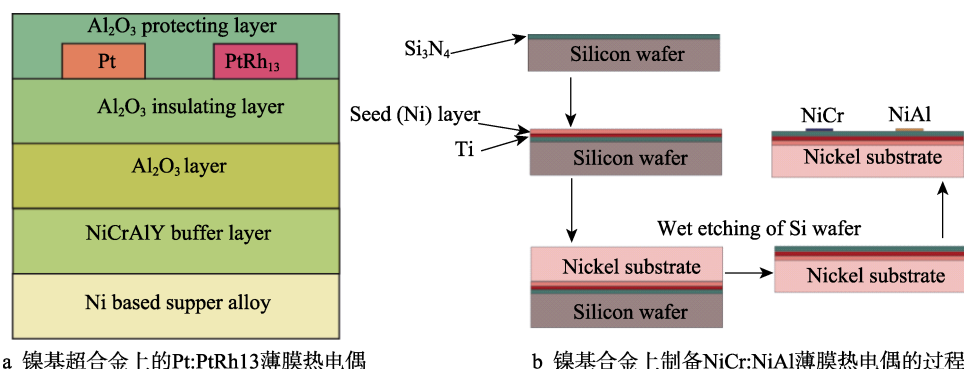 Al₂O₃ protecting layer
Pt
PtRh₁₃
Al₂O₃ insulating layer
Al₂O₃ layer
NiCrAlY buffer layer
Ni based supper alloy
a 镍基超合金上的Pt:PtRh13薄膜热电偶
Si₃N₄
Silicon wafer
Seed (Ni) layer
Ti
Silicon wafer
Nickel substrate
Silicon wafer
Wet etching of Si wafer
Nickel substrate
NiCr
NiAl
Nickel substrate
b 镍基合金上制备NiCr:NiAl薄膜热电偶的过程